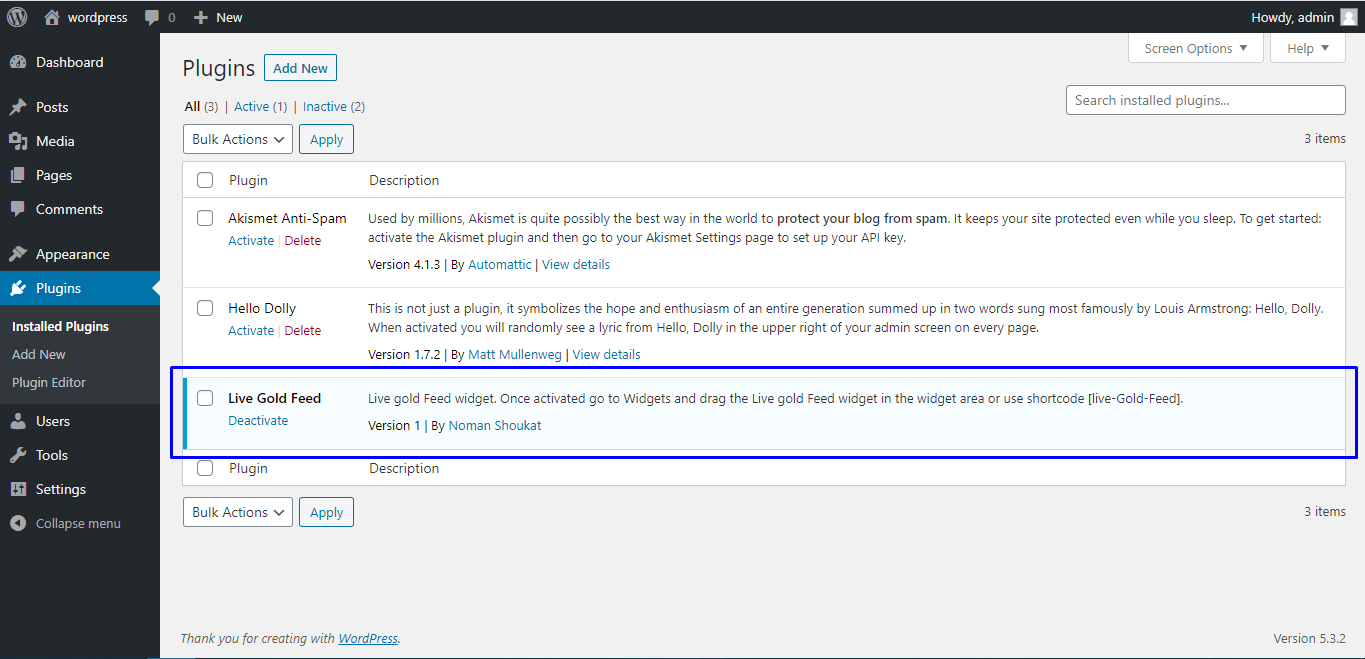 wordpress 0 New Howdy, admin
Dashboard
Posts
Media
Pages
Comments
Appearance
Plugins
Installed Plugins
Add New
Plugin Editor
Users
Tools
Settings
Collapse menu
Screen Options Help
Plugins Add New
All (3) | Active (1) | Inactive (2)
Search installed plugins...
Bulk Actions Apply
3 items
Plugin Description
Akismet Anti-Spam
Activate | Delete
Used by millions, Akismet is quite possibly the best way in the world to protect your blog from spam. It keeps your site protected even while you sleep. To get started:
activate the Akismet plugin and then go to your Akismet Settings page to set up your API key.
Version 4.1.3 | By Automattic | View details
Hello Dolly
Activate | Delete
This is not just a plugin, it symbolizes the hope and enthusiasm of an entire generation summed up in two words sung most famously by Louis Armstrong: Hello, Dolly.
When activated you will randomly see a lyric from Hello, Dolly in the upper right of your admin screen on every page.
Version 1.7.2 | By Matt Mullenweg | View details
Live Gold Feed
Deactivate
Live gold Feed widget. Once activated go to Widgets and drag the Live gold Feed widget in the widget area or use shortcode [live-Gold-Feed].
Version 1 | By Noman Shoukat
Plugin Description
Bulk Actions Apply
3 items
Thank you for creating with WordPress.
Version 5.3.2